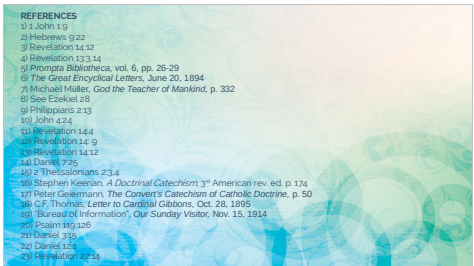 REFERENCES
1) 1 John 1:9
2) Hebrews 9:22
3) Revelation 14:12
4) Revelation 13:3,14
5) Prompta Bibliotheca, vol. 6, pp. 26-29
6) The Great Encyclical Letters, June 20, 1894
7) Michael Müller, God the Teacher of Mankind, p. 332
8) See Ezekiel 28
9) Philippians 2:13
10) John 4:24
11) Revelation 14:4
12) Revelation 14: 9
13) Revelation 14:12
14) Daniel 7:25
15) 2 Thessalonians 2:3,4
16) Stephen Keenan, A Doctrinal Catechism, 3rd American rev. ed. p. 174
17) Peter Geiermann, The Convert's Catechism of Catholic Doctrine, p. 50
18) C.F. Thomas, Letter to Cardinal Gibbons, Oct. 28, 1895
19) "Bureau of Information", Our Sunday Visitor, Nov. 15, 1914
20) Psalm 119:126
21) Daniel 3:15
22) Daniel 12:1
23) Revelation 22:14